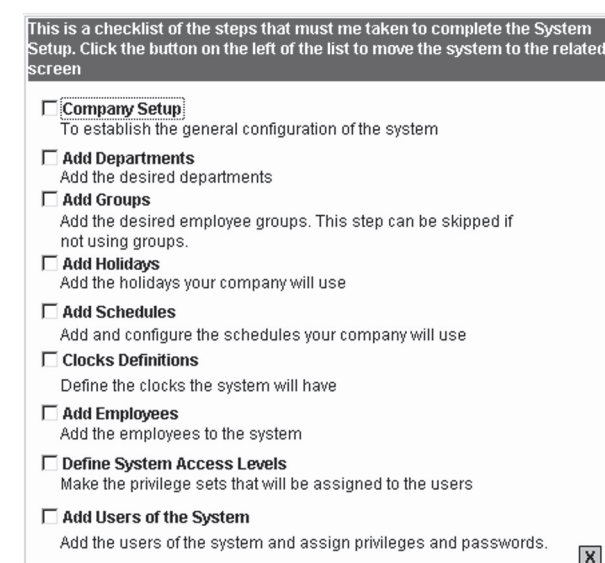 This is a checklist of the steps that must me taken to complete the System
Setup. Click the button on the left of the list to move the system to the related
screen
Company Setup
To establish the general configuration of the system
Add Departments
Add the desired departments
Add Groups
Add the desired employee groups. This step can be skipped if
not using groups.
Add Holidays
Add the holidays your company will use
Add Schedules
Add and configure the schedules your company will use
Clocks Definitions
Define the clocks the system will have
Add Employees
Add the employees to the system
Define System Access Levels
Make the privilege sets that will be assigned to the users
Add Users of the System
Add the users of the system and assign privileges and passwords.
X